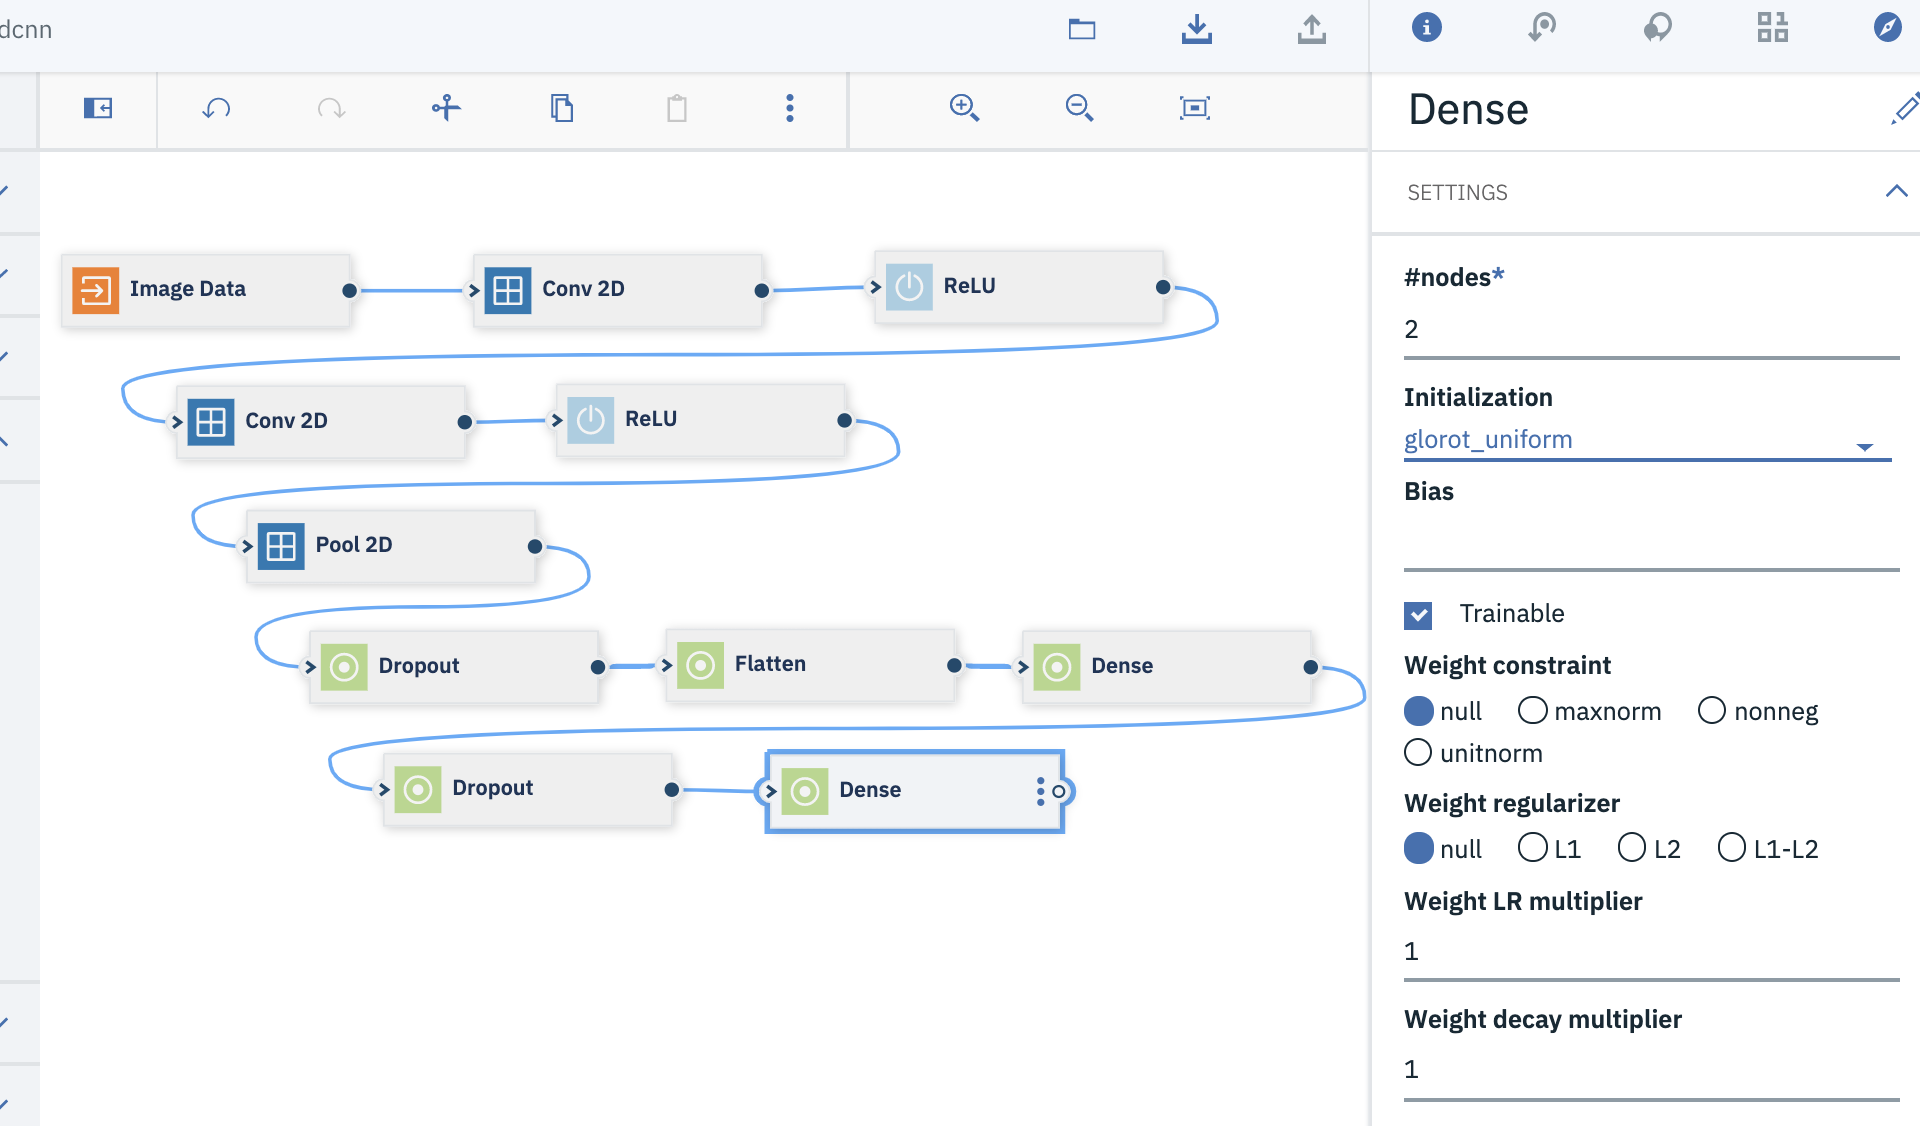 dcnn
Dense
SETTINGS
Image Data
Conv 2D
ReLU
Conv 2D
ReLU
Pool 2D
Dropout
Flatten
Dense
Dropout
Dense
#nodes*
2
Initialization
glorot_uniform
Bias
Trainable
Weight constraint
null maxnorm nonneg
unitnorm
Weight regularizer
null L1 L2 L1-L2
Weight LR multiplier
1
Weight decay multiplier
1